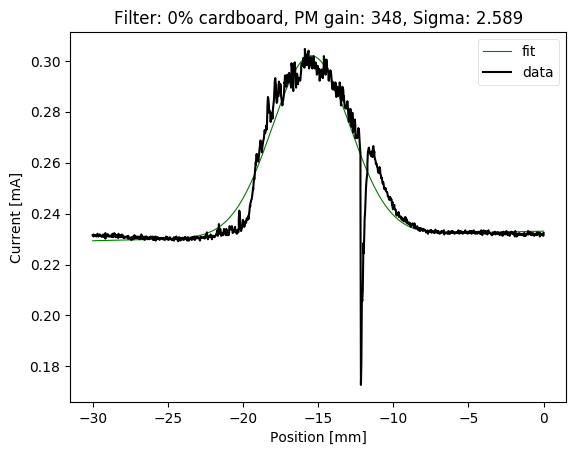 Filter: 0% cardboard, PM gain: 348, Sigma: 2.589
fit
data
0.30
0.28
0.26
0.24
0.22
0.20
0.18
Current [mA]
−30 −25 −20 −15 −10 −5 0
Position [mm]